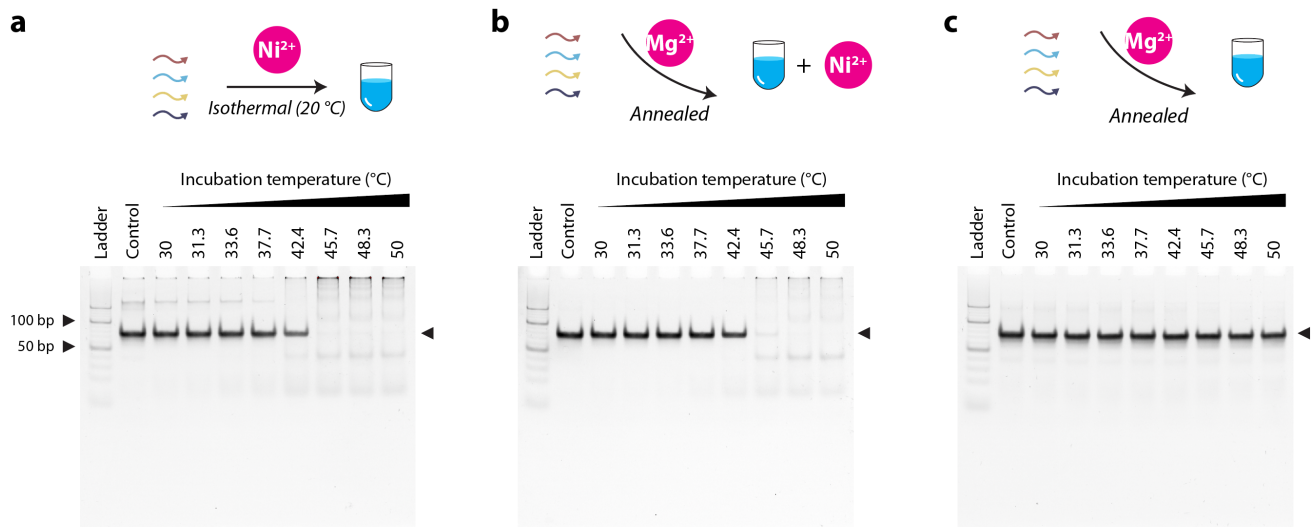 a
Ni2+
Isothermal (20 °C)
Incubation temperature (°C)
Ladder
Control
30
31.3
33.6
37.7
42.4
45.7
48.3
50
100 bp
50 bp
b
Mg2+
+
Ni2+
Annealed
Incubation temperature (°C)
Ladder
Control
30
31.3
33.6
37.7
42.4
45.7
48.3
50
c
Mg2+
Annealed
Incubation temperature (°C)
Ladder
Control
30
31.3
33.6
37.7
42.4
45.7
48.3
50